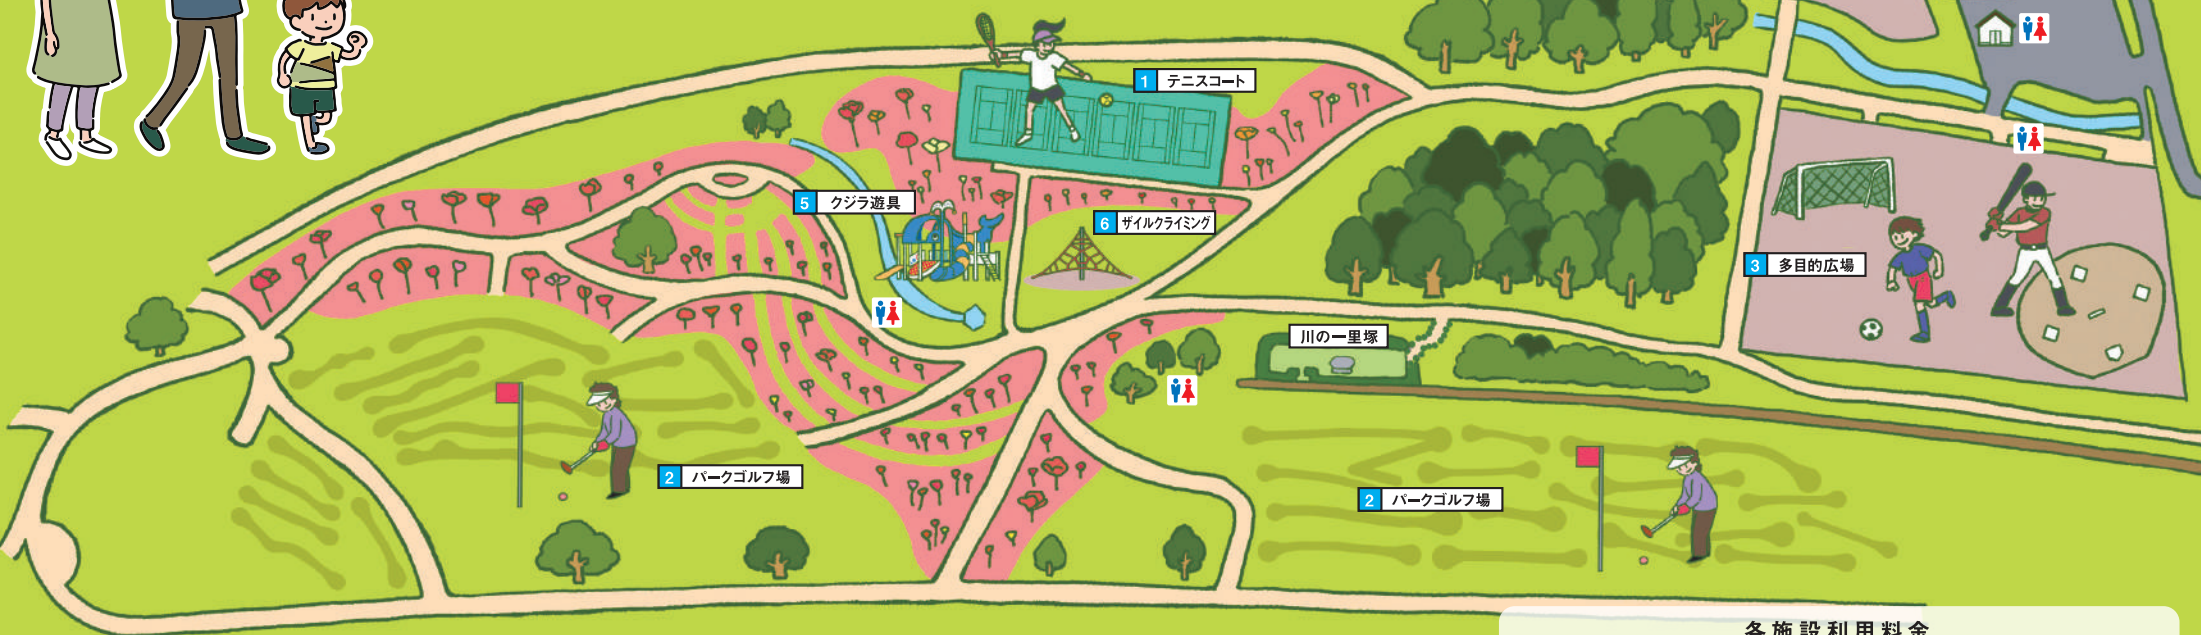 1 テニスコート
5 クジラ遊具
6 ザイルクライミング
3 多目的広場
川の一里塚
2 パークゴルフ場
2 パークゴルフ場
各施設利用料金